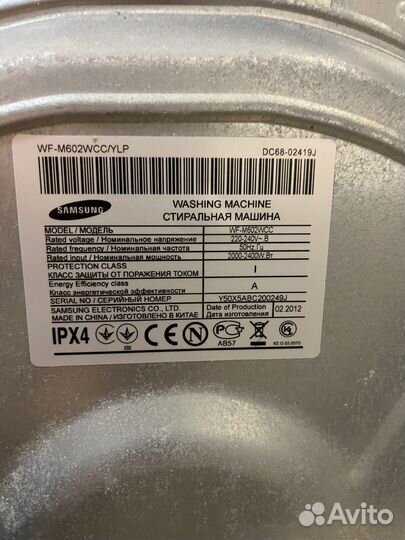 WF-M602WCC/YLP DC68-02419J
SAMSUNG
WASHING MACHINE
СТИРАЛЬНАЯ МАШИНА
MODEL / МОДЕЛЬ WF-M602WCC
Rated voltage / Номинальное напряжение 220-240V~ В
Rated frequency / Номинальная частота 50Hz Гц
Rated input / Номинальная мощность 2000-2400W Вт
PROTECTION CLASS
КЛАСС ЗАЩИТЫ ОТ ПОРАЖЕНИЯ ТОКОМ I
Energy Efficiency class
Класс энергетической эффективности A
SERIAL NO / СЕРИЙНЫЙ НОМЕР Y50X5ABC200249J
SAMSUNG ELECTRONICS CO., LTD.
MADE IN CHINA / ИЗГОТОВЛЕНО В КИТАЕ
Date of Production
Дата изготовления 02.2012
IPX4
АВ57
Avito